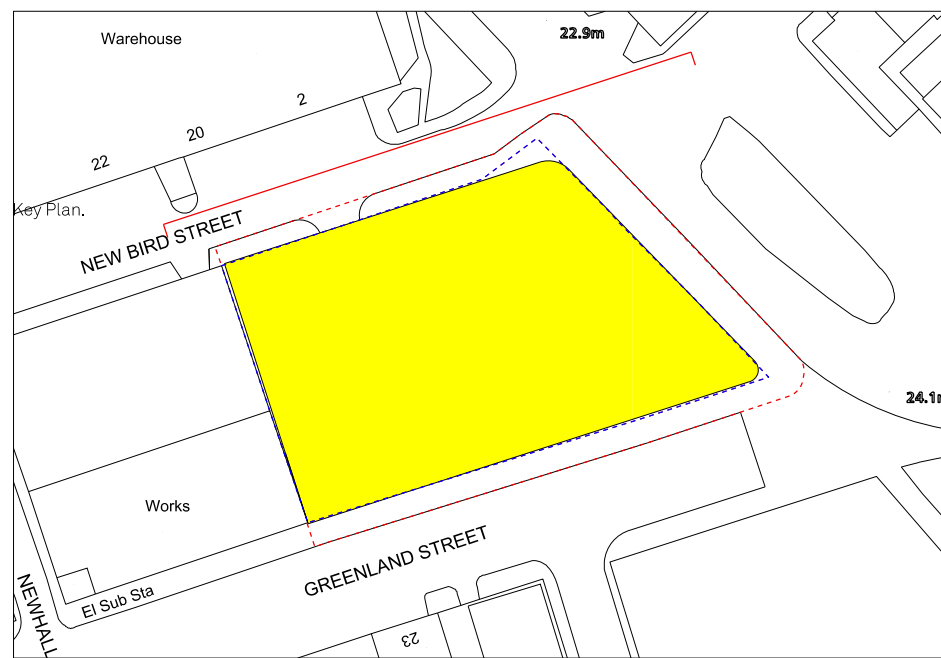 Warehouse
22.9m
2
20
22
Key Plan.
NEW BIRD STREET
24.1m
Works
GREENLAND STREET
El Sub Sta
NEWHALL
23